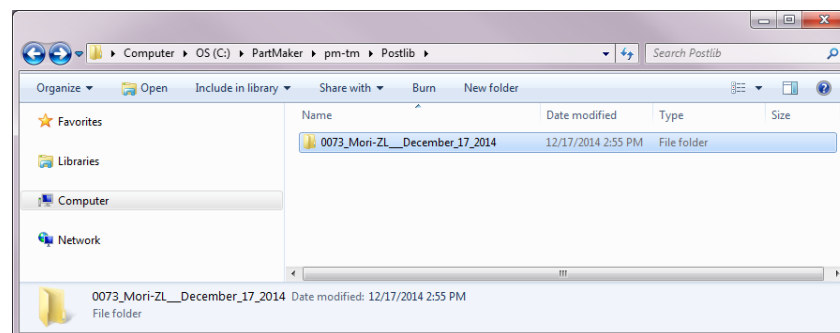 Computer ▸ OS (C:) ▸ PartMaker ▸ pm-tm ▸ Postlib ▸ Search Postlib
Organize Open Include in library Share with Burn New folder
Name Date modified Type Size
Favorites
0073_Mori-ZL__December_17_2014 12/17/2014 2:55 PM File folder
Libraries
Computer
Network
0073_Mori-ZL__December_17_2014 Date modified: 12/17/2014 2:55 PM
File folder